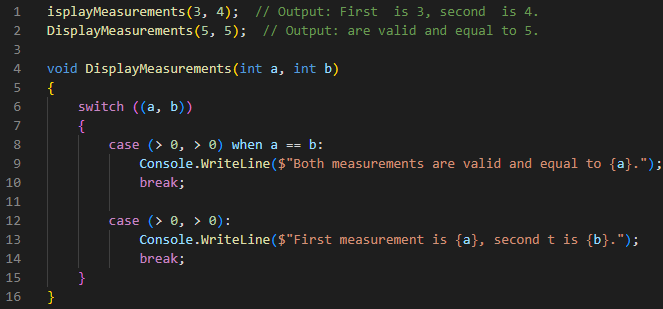 1 isplayMeasurements(3, 4);  // Output: First  is 3, second  is 4.
2 DisplayMeasurements(5, 5);  // Output: are valid and equal to 5.
3
4 void DisplayMeasurements(int a, int b)
5 {
6     switch ((a, b))
7     {
8         case (> 0, > 0) when a == b:
9             Console.WriteLine($"Both measurements are valid and equal to {a}.");
10             break;
11
12         case (> 0, > 0):
13             Console.WriteLine($"First measurement is {a}, second t is {b}.");
14             break;
15     }
16 }